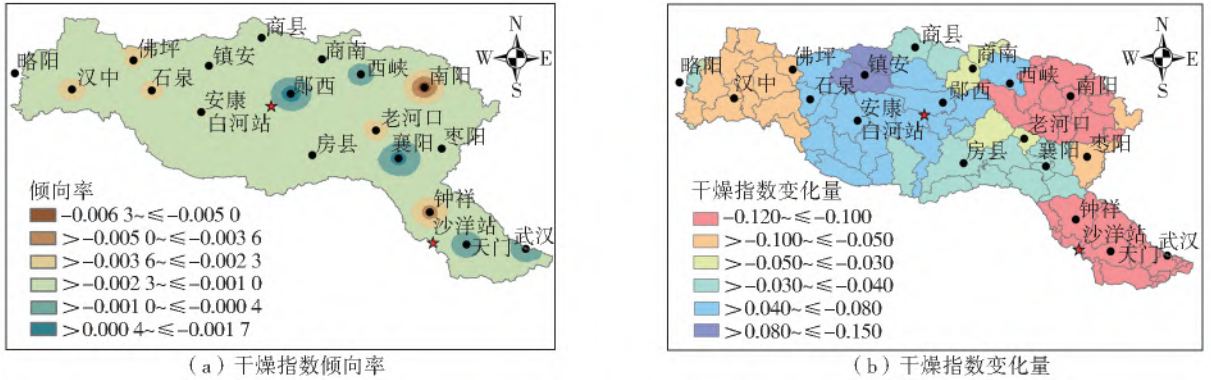 商县
N
W
E
S
略阳
佛坪
镇安
商南
西峡
南阳
汉中
石泉
郧西
安康
白河站
老河口
枣阳
房县
襄阳
钟祥
沙洋站
天门
武汉
倾向率
-0.006 3~≤-0.005 0
>-0.005 0~≤-0.003 6
>-0.003 6~≤-0.002 3
>-0.002 3~≤-0.001 0
>-0.001 0~≤-0.000 4
>0.000 4~≤-0.001 7
(a)干燥指数倾向率
商县
N
W
E
S
略阳
佛坪
镇安
商南
西峡
南阳
汉中
石泉
郧西
安康
白河站
老河口
枣阳
房县
襄阳
钟祥
沙洋站
天门
武汉
干燥指数变化量
-0.120~≤-0.100
>-0.100~≤-0.050
>-0.050~≤-0.030
>-0.030~≤-0.040
>0.040~≤-0.080
>0.080~≤-0.150
(b)干燥指数变化量